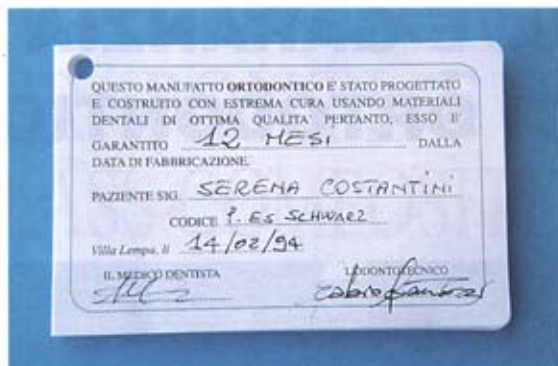 QUESTO MANUFATTO ORTODONTICO E' STATO PROGETTATO
E COSTRUITO CON ESTREMA CURA USANDO MATERIALI
DENTALI DI OTTIMA QUALITA' PERTANTO, ESSO E'
GARANTITO 12 MESI DALLA
DATA DI FABBRICAZIONE.
PAZIENTE SIG. SERENA COSTANTINI
CODICE P. ES SCHWARZ
Villa Lempa, li 14/02/94
IL MEDICO DENTISTA L'ODONTOTECNICO